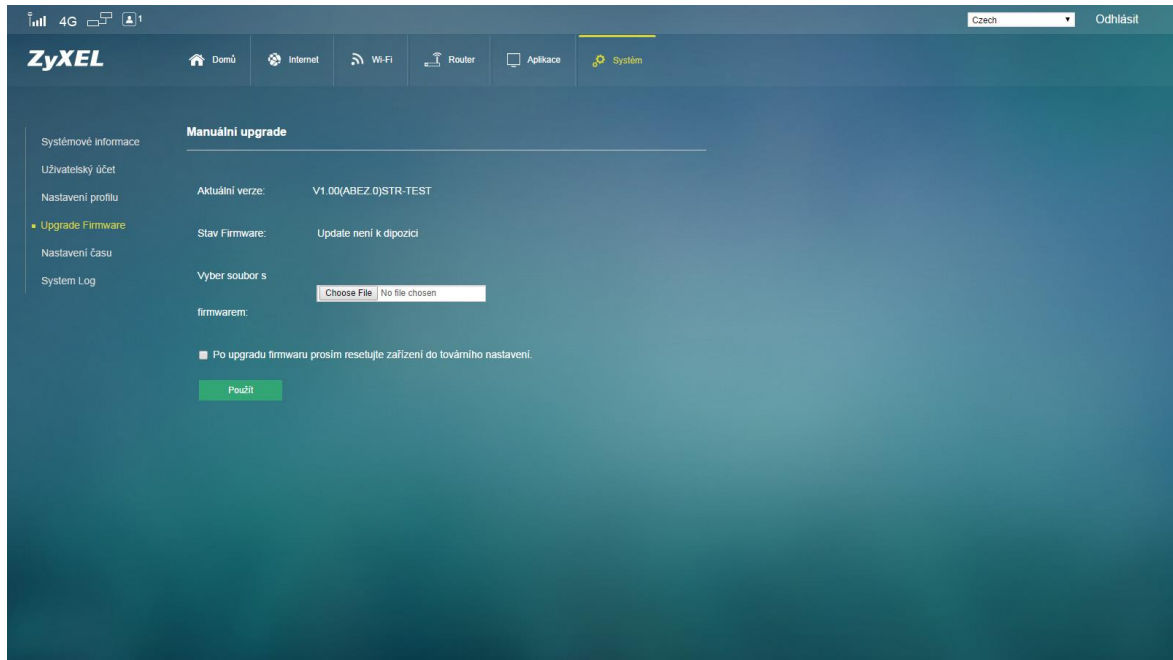 4G 1 Czech Odhlásit
ZyXEL Domů Internet Wi-Fi Router Aplikace Systém
Systémové informace
Uživatelský účet
Nastavení profilu
Upgrade Firmware
Nastavení času
System Log
Manuální upgrade
Aktuální verze: V1.00(ABEZ.0)STR-TEST
Stav Firmware: Update není k dipozici
Vyber soubor s
Choose File No file chosen
firmwarem:
Po upgradu firmwaru prosím resetujte zařízení do továrního nastavení.
Použít